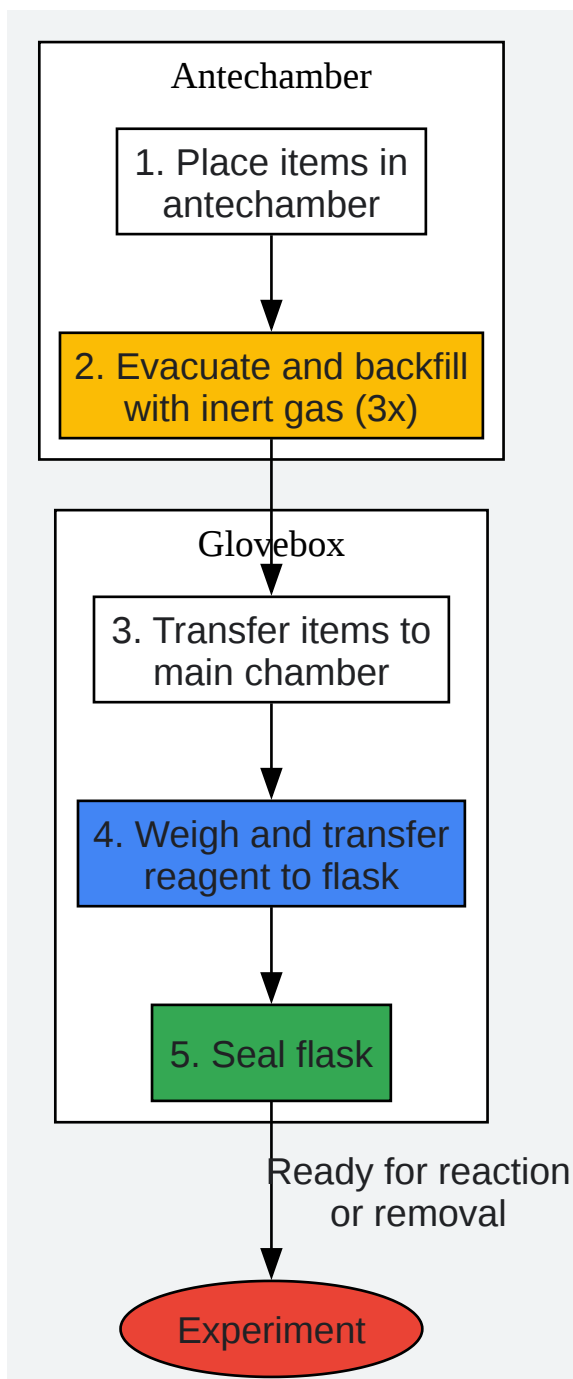 Antechamber
1. Place items in
antechamber
2. Evacuate and backfill
with inert gas (3x)
Glovebox
3. Transfer items to
main chamber
4. Weigh and transfer
reagent to flask
5. Seal flask
Ready for reaction
or removal
Experiment